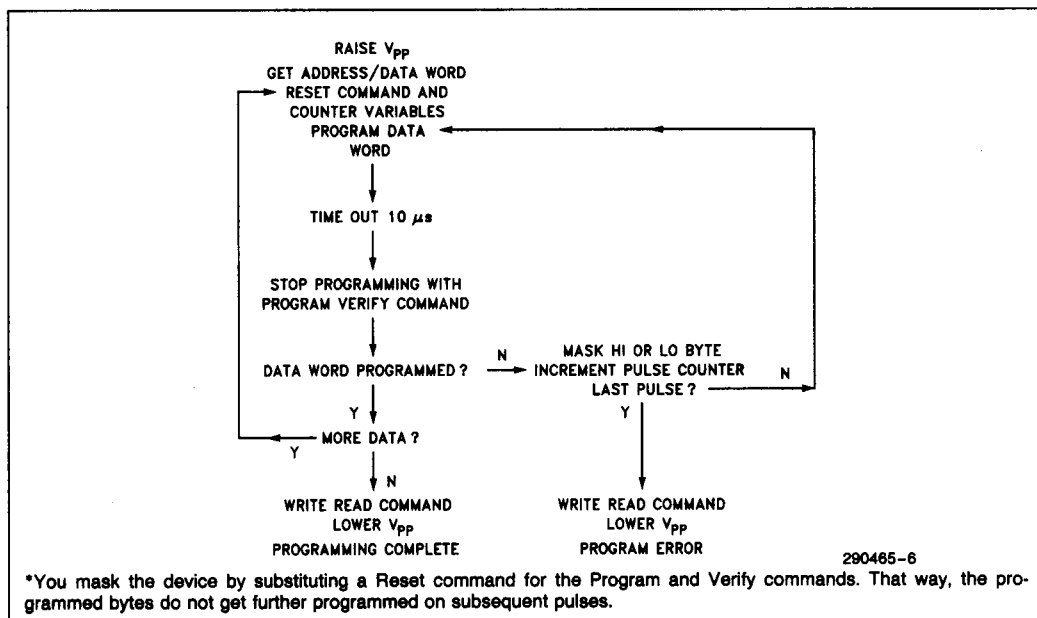 RAISE VPP
GET ADDRESS/DATA WORD
RESET COMMAND AND
COUNTER VARIABLES
PROGRAM DATA
WORD
TIME OUT 10 μs
STOP PROGRAMMING WITH
PROGRAM VERIFY COMMAND
DATA WORD PROGRAMMED ?
N
MASK HI OR LO BYTE
INCREMENT PULSE COUNTER
LAST PULSE ?
N
Y
Y
MORE DATA ?
Y
N
WRITE READ COMMAND
LOWER VPP
PROGRAMMING COMPLETE
WRITE READ COMMAND
LOWER VPP
PROGRAM ERROR
290465-6
*You mask the device by substituting a Reset command for the Program and Verify commands. That way, the pro-
grammed bytes do not get further programmed on subsequent pulses.